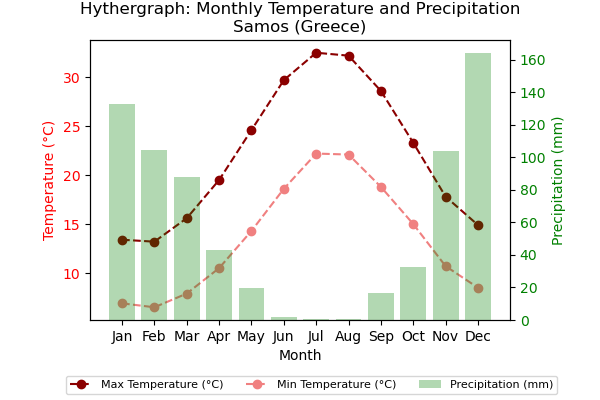 Hythergraph: Monthly Temperature and Precipitation
Samos (Greece)
Temperature (°C)
30
25
20
15
10
Precipitation (mm)
160
140
120
100
80
60
40
20
0
Jan Feb Mar Apr May Jun Jul Aug Sep Oct Nov Dec
Month
Max Temperature (°C) Min Temperature (°C) Precipitation (mm)